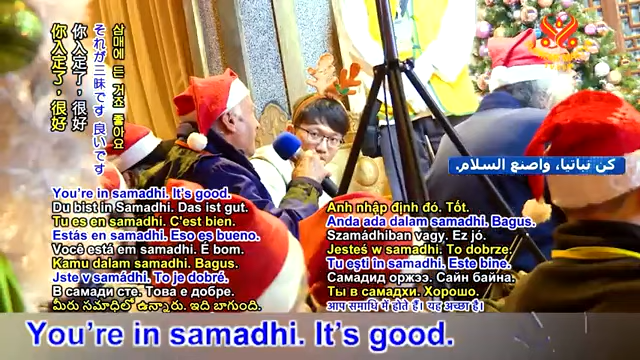 你入定了，很好
你入定了，很好
それが三昧です 良いです
삼매에 든 거죠 좋아요
كن نباتيا، واصنع السلام.
You're in samadhi. It's good.
Du bist in Samadhi. Das ist gut.
Tu es en samadhi. C'est bien.
Estás en samadhi. Eso es bueno.
Você está em samadhi. É bom.
Kamu dalam samadhi. Bagus.
Jste v samádhi. To je dobré.
В самади сте. Това е добре.
మీరు సమాధిలో ఉన్నారు. ఇది బాగుంది.
Anh nhập định đó. Tốt.
Anda ada dalam samadhi. Bagus.
Szamádhiban vagy. Ez jó.
Jesteś w samadhi. To dobrze.
Tu ești în samadhi. Este bine.
Самадид оржээ. Сайн байна.
Ты в самадхи. Хорошо.
आप समाधि में होते हैं। यह अच्छा है।
You're in samadhi. It's good.